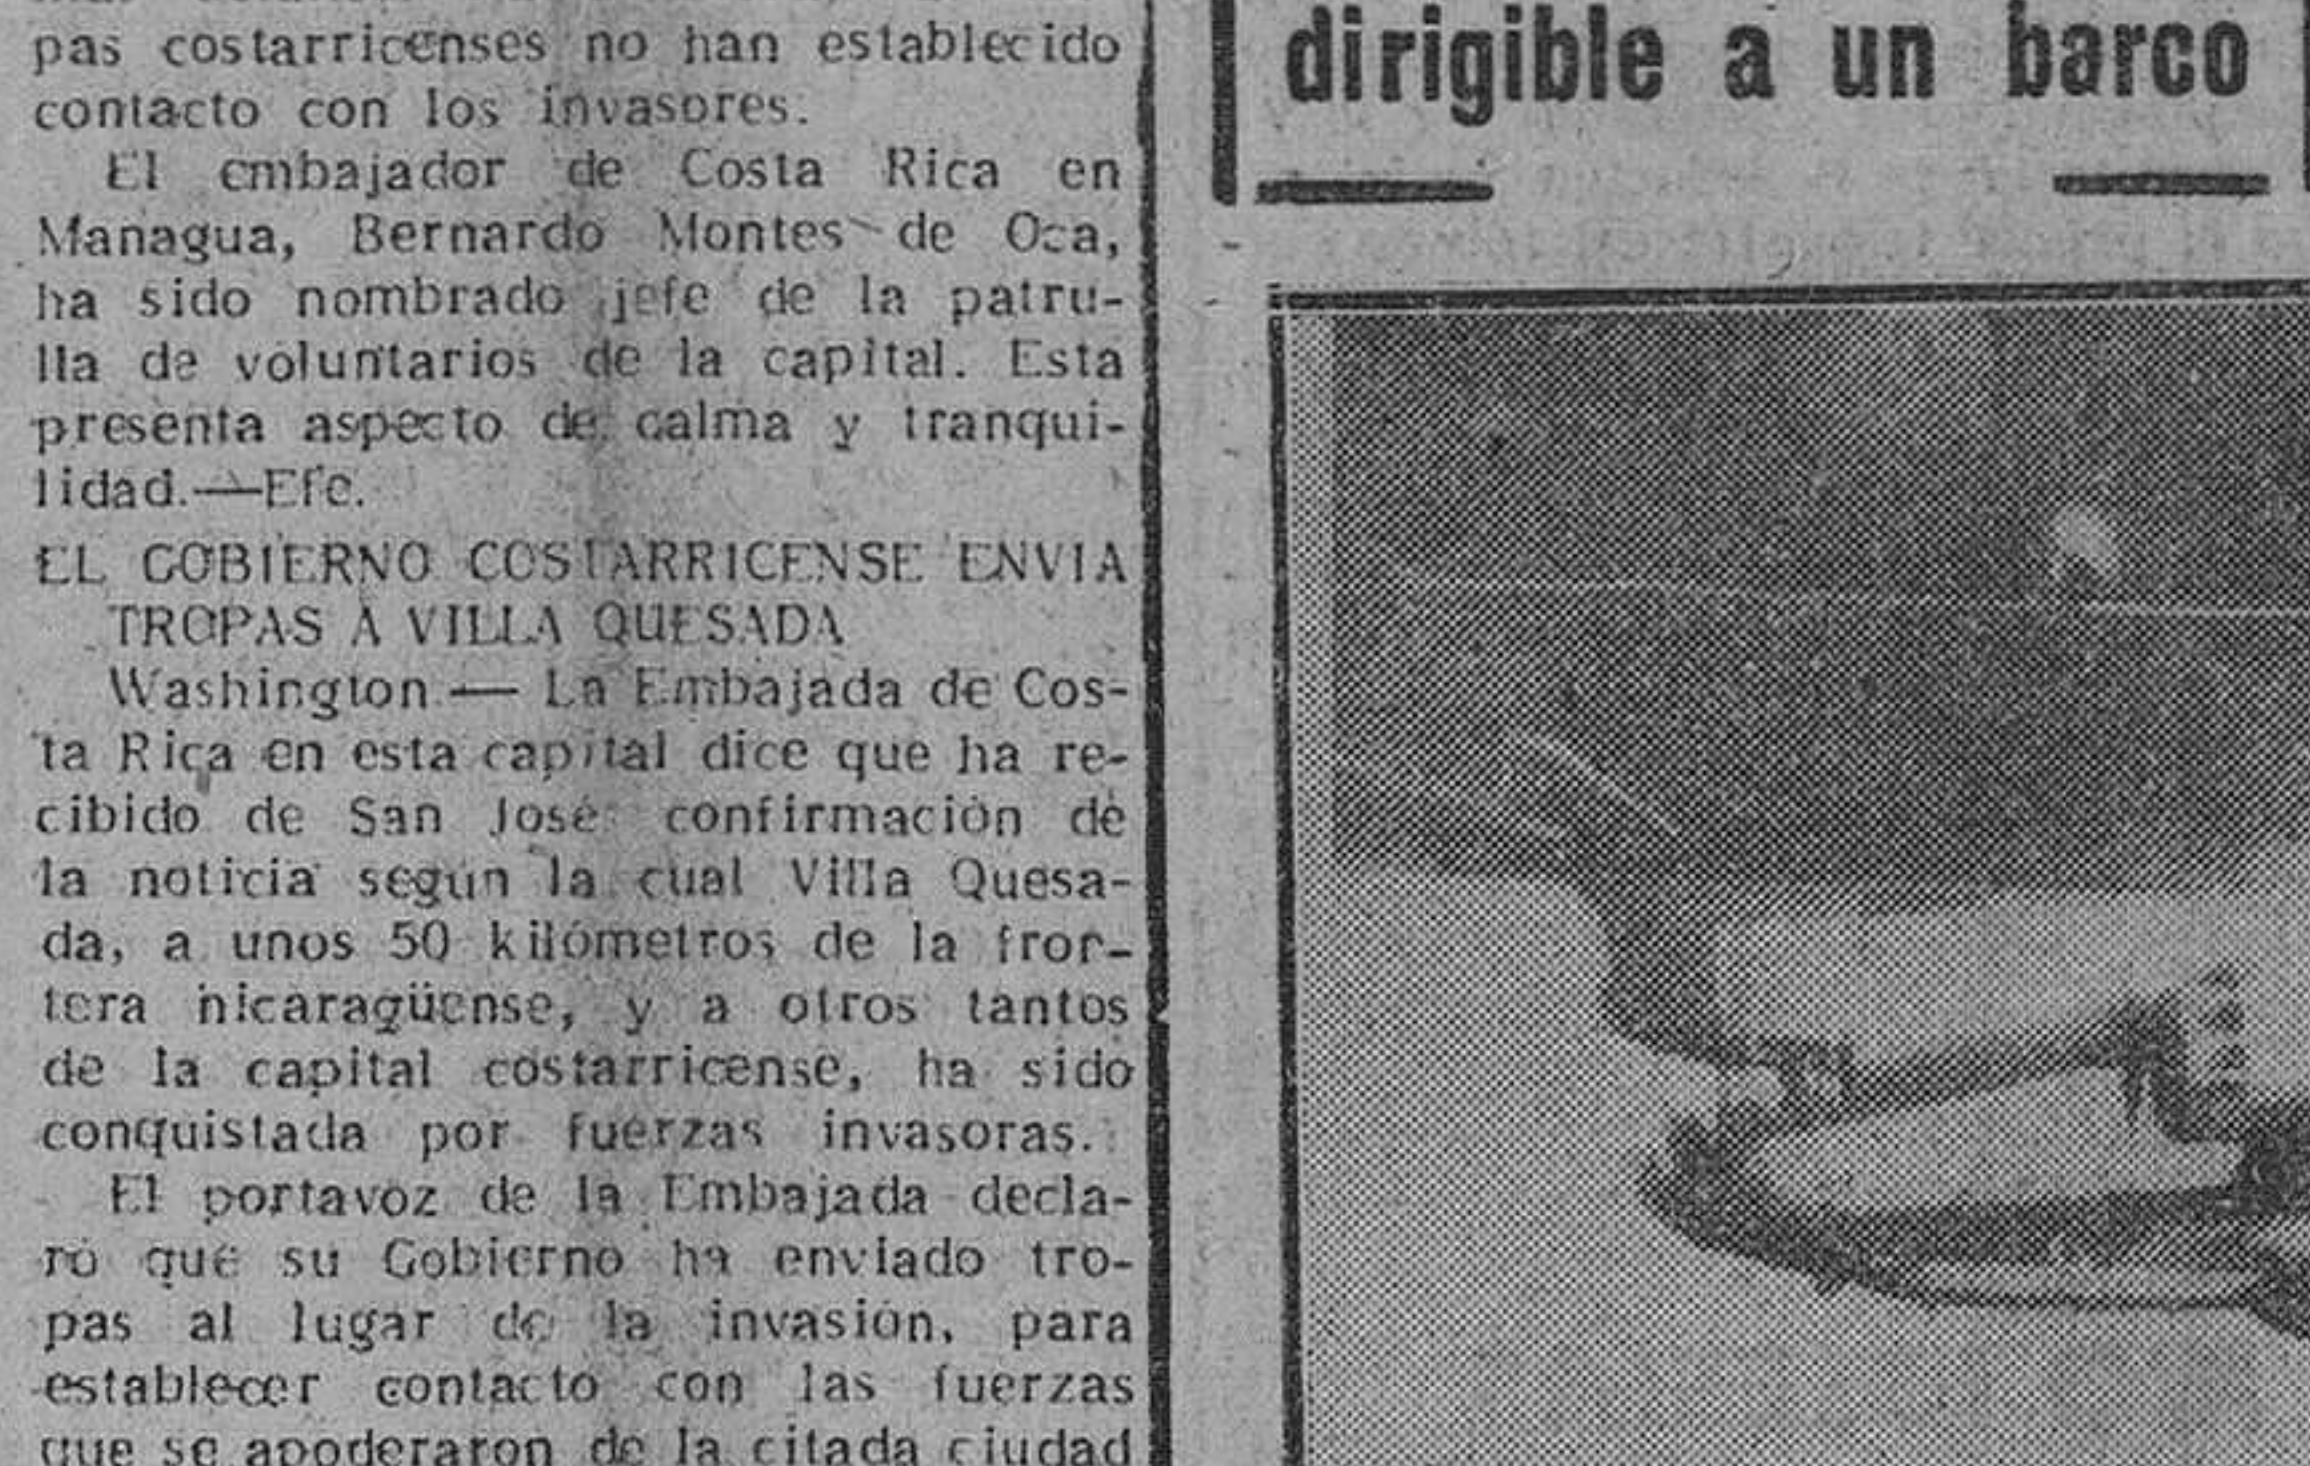 pas costarricenses no han establecido
contacto con los invasores.
El embajador de Costa Rica en
Managua, Bernardo Montes de Oca,
ha sido nombrado jefe de la patru-
lla de voluntarios de la capital. Esta
presenta aspecto de calma y tranqui-
lidad.—Efe.
EL GOBIERNO COSTARRICENSE ENVIA
TROPAS A VILLA QUESADA
Washington — La Embajada de Cos-
ta Rica en esta capital dice que ha re-
cibido de San José confirmación de
la noticia según la cual Villa Quesa-
da, a unos 50 kilómetros de la fron-
tera nicaragüense, y a otros tantos
de la capital costarricense, ha sido
conquistada por fuerzas invasoras.
El portavoz de la Embajada decla-
ró que su Gobierno ha enviado tro-
pas al lugar de la invasión, para
establecer contacto con las fuerzas
que se apoderaron de la citada ciudad
dirigible a un barco